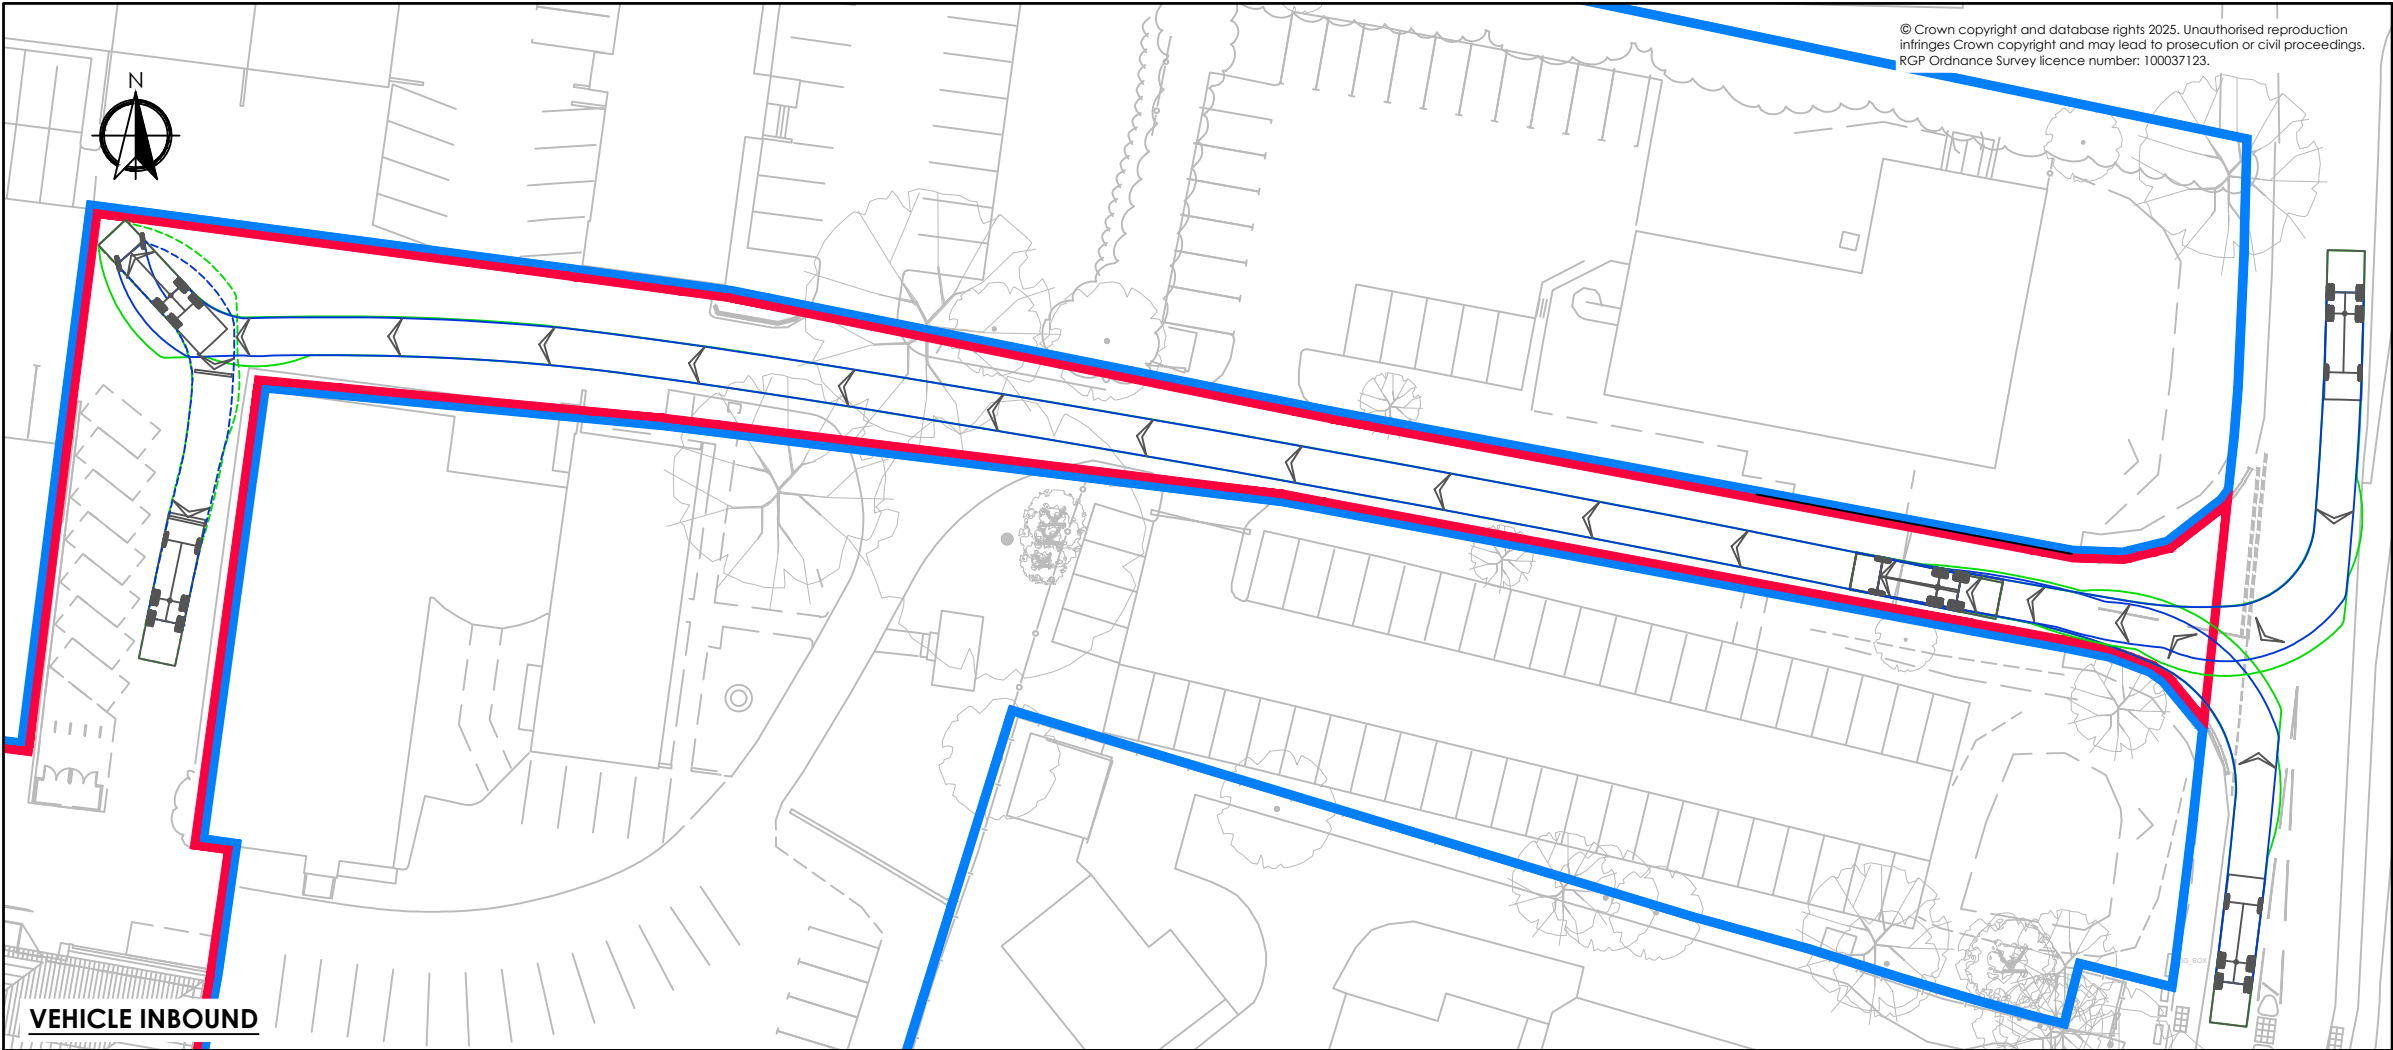 © Crown copyright and database rights 2025. Unauthorised reproduction
infringes Crown copyright and may lead to prosecution or civil proceedings.
RGP Ordnance Survey licence number: 100037123.
N
VEHICLE INBOUND